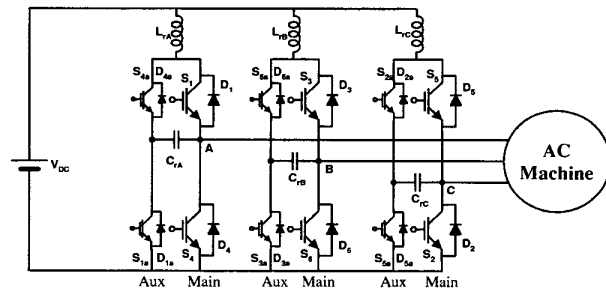 LrA LrB LrC
S4a D4a S1 D1 S6a D6a S3 D3 S2a D2a S5 D5
VDC
CrA A
CrB B
CrC C
AC
Machine
S1a D1a S4 D4 S3a D3a S6 D5 S5a D5a S2 D2
Aux Main Aux Main Aux Main